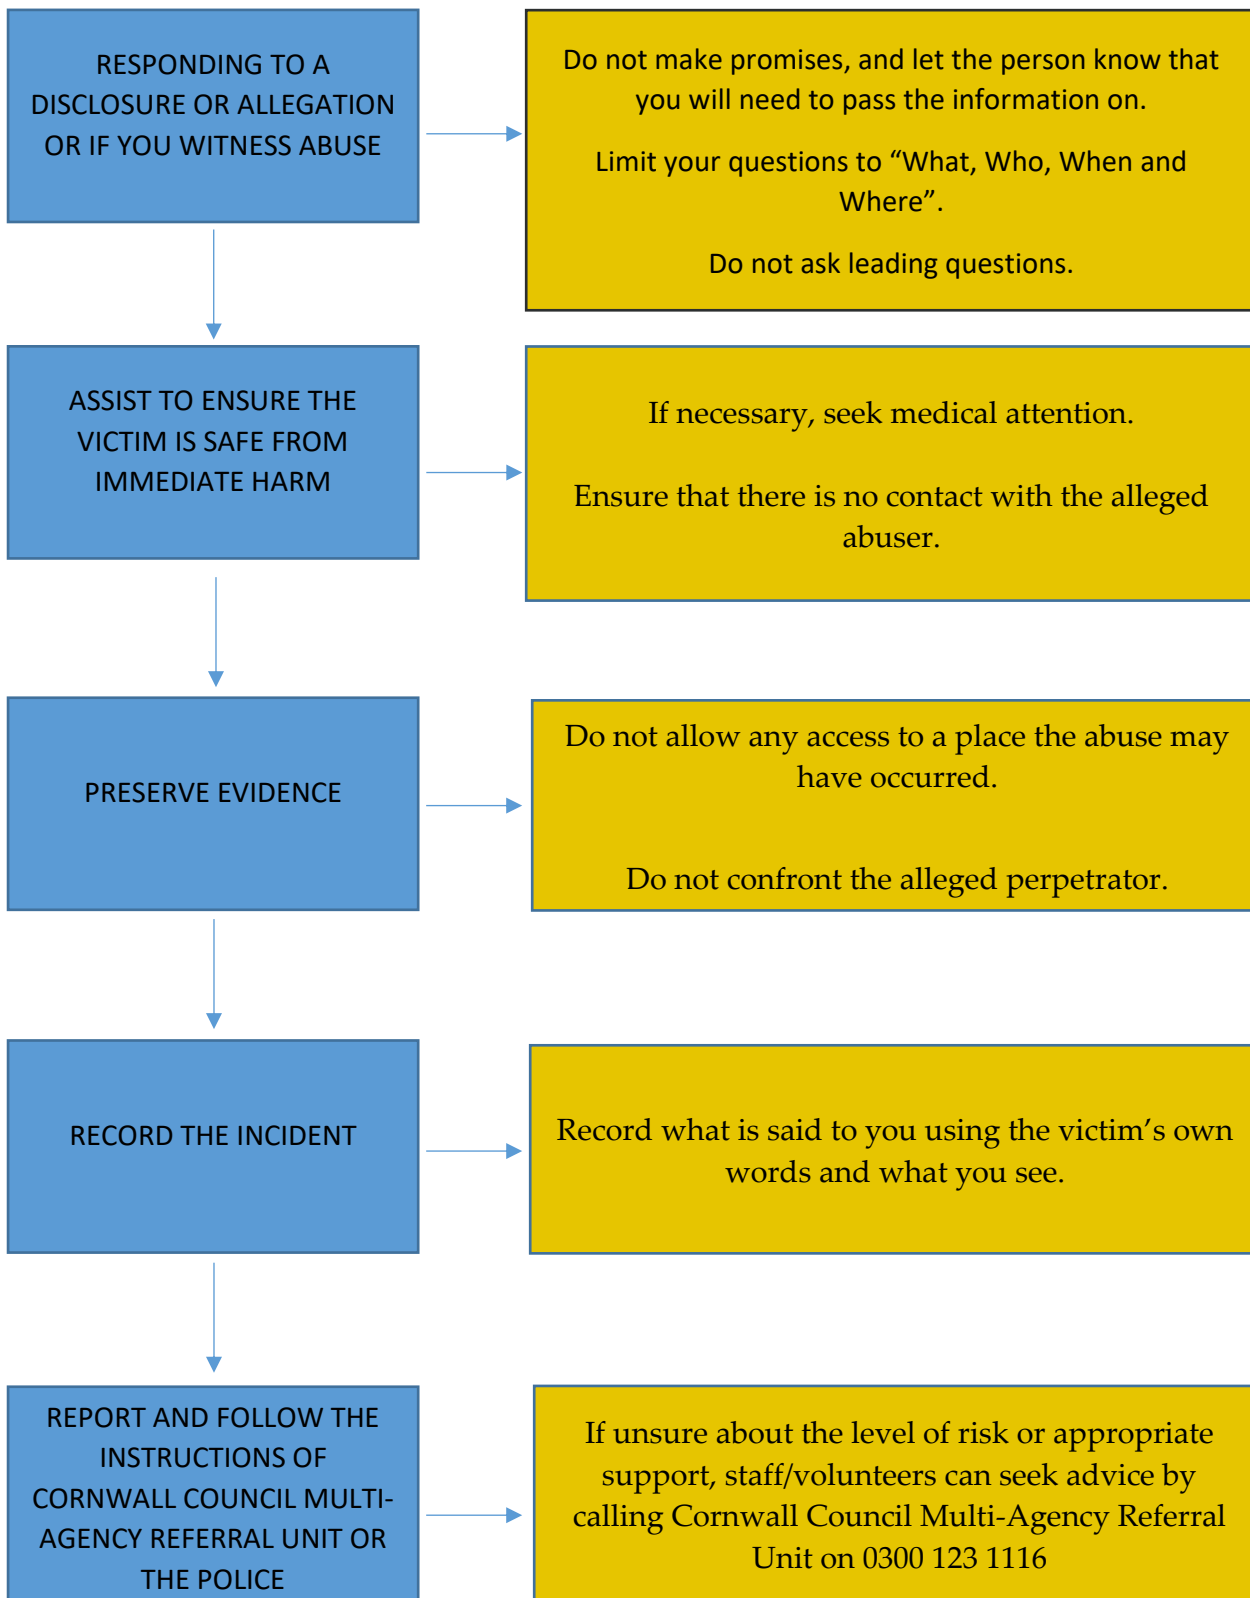 RESPONDING TO A
DISCLOSURE OR ALLEGATION
OR IF YOU WITNESS ABUSE
Do not make promises, and let the person know that
you will need to pass the information on.
Limit your questions to “What, Who, When and
Where”.
Do not ask leading questions.
ASSIST TO ENSURE THE
VICTIM IS SAFE FROM
IMMEDIATE HARM
If necessary, seek medical attention.
Ensure that there is no contact with the alleged
abuser.
PRESERVE EVIDENCE
Do not allow any access to a place the abuse may
have occurred.
Do not confront the alleged perpetrator.
RECORD THE INCIDENT
Record what is said to you using the victim’s own
words and what you see.
REPORT AND FOLLOW THE
INSTRUCTIONS OF
CORNWALL COUNCIL MULTI-
AGENCY REFERRAL UNIT OR
THE POLICE
If unsure about the level of risk or appropriate
support, staff/volunteers can seek advice by
calling Cornwall Council Multi-Agency Referral
Unit on 0300 123 1116